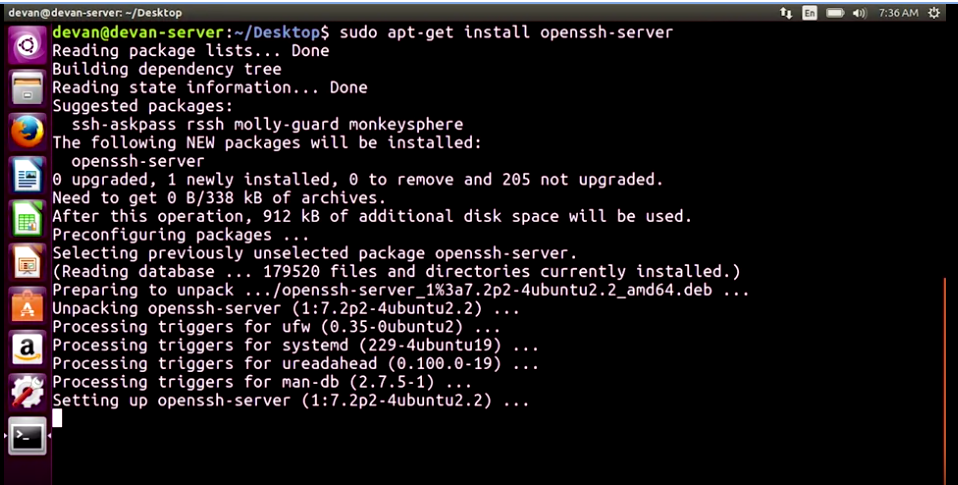 devan@devan-server: ~/Desktop
En
7:36 AM
devan@devan-server:~/Desktop$ sudo apt-get install openssh-server
Reading package lists... Done
Building dependency tree
Reading state information... Done
Suggested packages:
  ssh-askpass rssh molly-guard monkeysphere
The following NEW packages will be installed:
  openssh-server
0 upgraded, 1 newly installed, 0 to remove and 205 not upgraded.
Need to get 0 B/338 kB of archives.
After this operation, 912 kB of additional disk space will be used.
Preconfiguring packages ...
Selecting previously unselected package openssh-server.
(Reading database ... 179520 files and directories currently installed.)
Preparing to unpack .../openssh-server_1%3a7.2p2-4ubuntu2.2_amd64.deb ...
Unpacking openssh-server (1:7.2p2-4ubuntu2.2) ...
Processing triggers for ufw (0.35-0ubuntu2) ...
Processing triggers for systemd (229-4ubuntu19) ...
Processing triggers for ureadahead (0.100.0-19) ...
Processing triggers for man-db (2.7.5-1) ...
Setting up openssh-server (1:7.2p2-4ubuntu2.2) ...